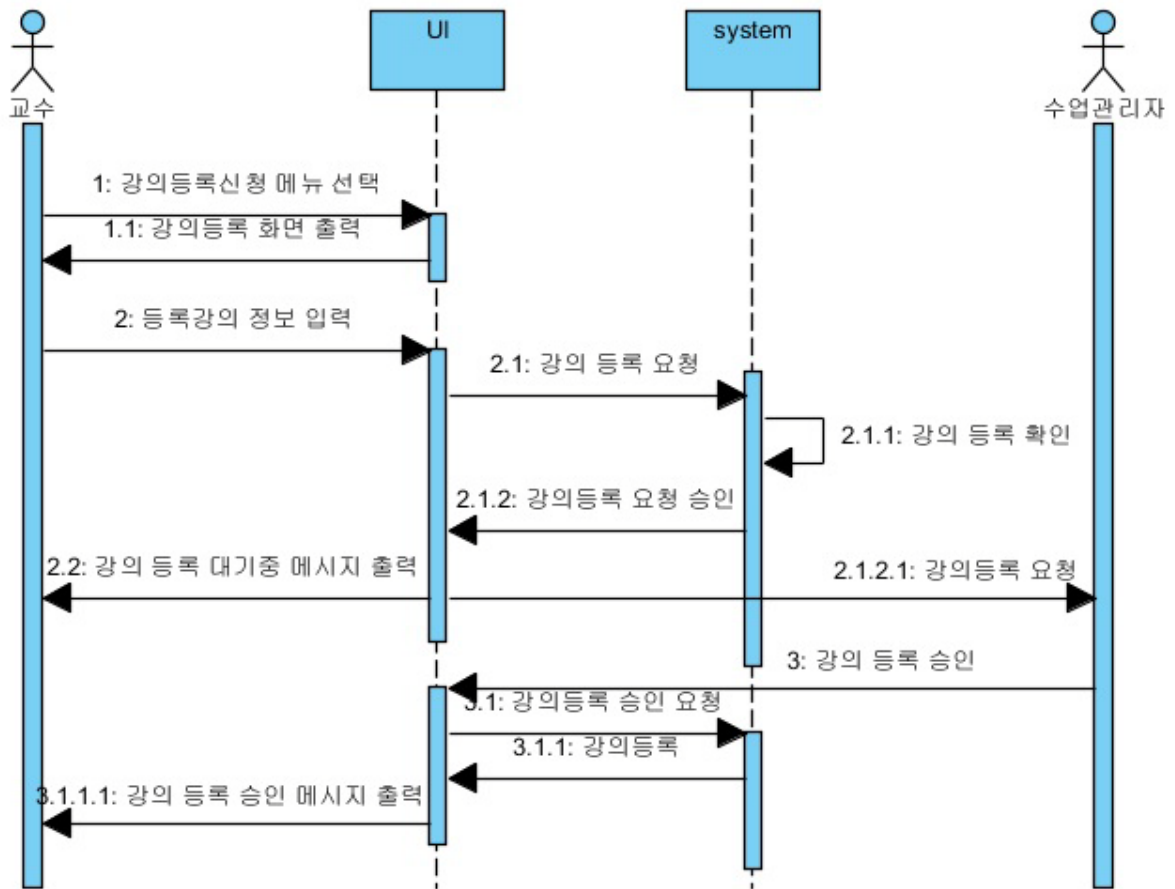 UI
system
교수
수업관리자
1: 강의등록신청 메뉴 선택
1.1: 강의등록 화면 출력
2: 등록강의 정보 입력
2.1: 강의 등록 요청
2.1.1: 강의 등록 확인
2.1.2: 강의등록 요청 승인
2.2: 강의 등록 대기중 메시지 출력
2.1.2.1: 강의등록 요청
3: 강의 등록 승인
3.1: 강의등록 승인 요청
3.1.1: 강의등록
3.1.1.1: 강의 등록 승인 메시지 출력